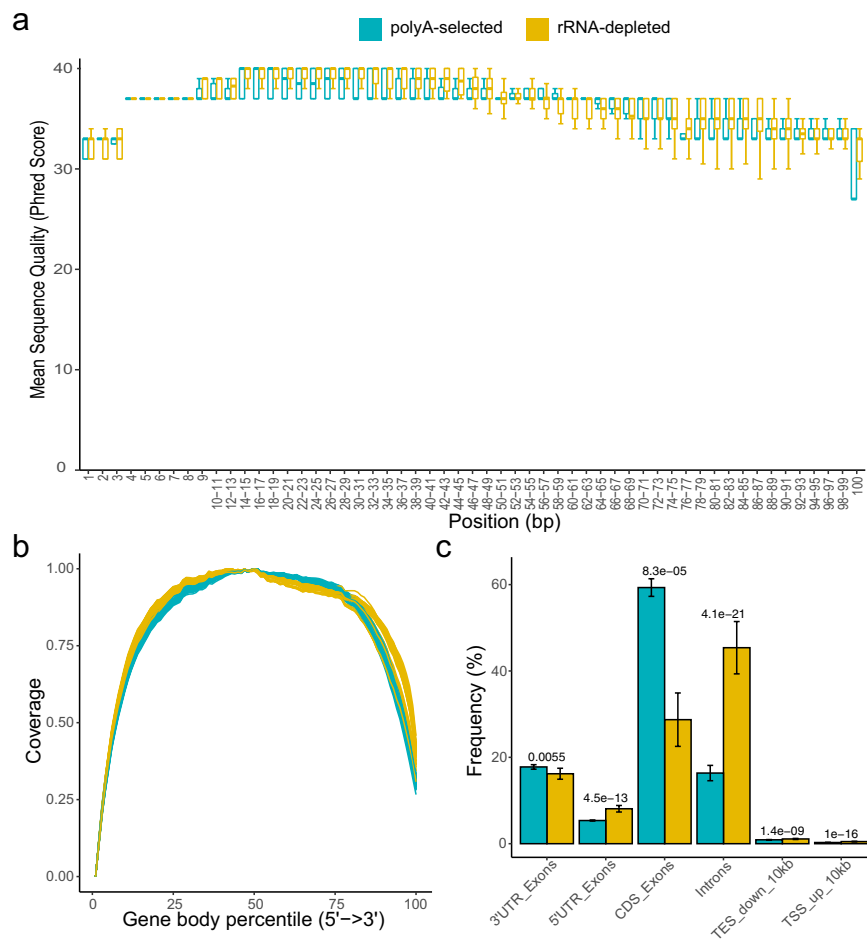 a
polyA-selected rRNA-depleted
Mean Sequence Quality (Phred Score)
40
30
20
10
0
1 2 3 4 5 6 7 8 9 10-11 12-13 14-15 16-17 18-19 20-21 22-23 24-25 26-27 28-29 30-31 32-33 34-35 36-37 38-39 40-41 42-43 44-45 46-47 48-49 50-51 52-53 54-55 56-57 58-59 60-61 62-63 64-65 66-67 68-69 70-71 72-73 74-75 76-77 78-79 80-81 82-83 84-85 86-87 88-89 90-91 92-93 94-95 96-97 98-99 100
Position (bp)
b
Coverage
1.00
0.75
0.50
0.25
0.00
0 25 50 75 100
Gene body percentile (5'->3')
c
Frequency (%)
60
40
20
0
0.0055
4.5e-13
8.3e-05
4.1e-21
1.4e-09
1e-16
3'UTR_Exons
5'UTR_Exons
CDS_Exons
Introns
TES_down_10kb
TSS_up_10kb